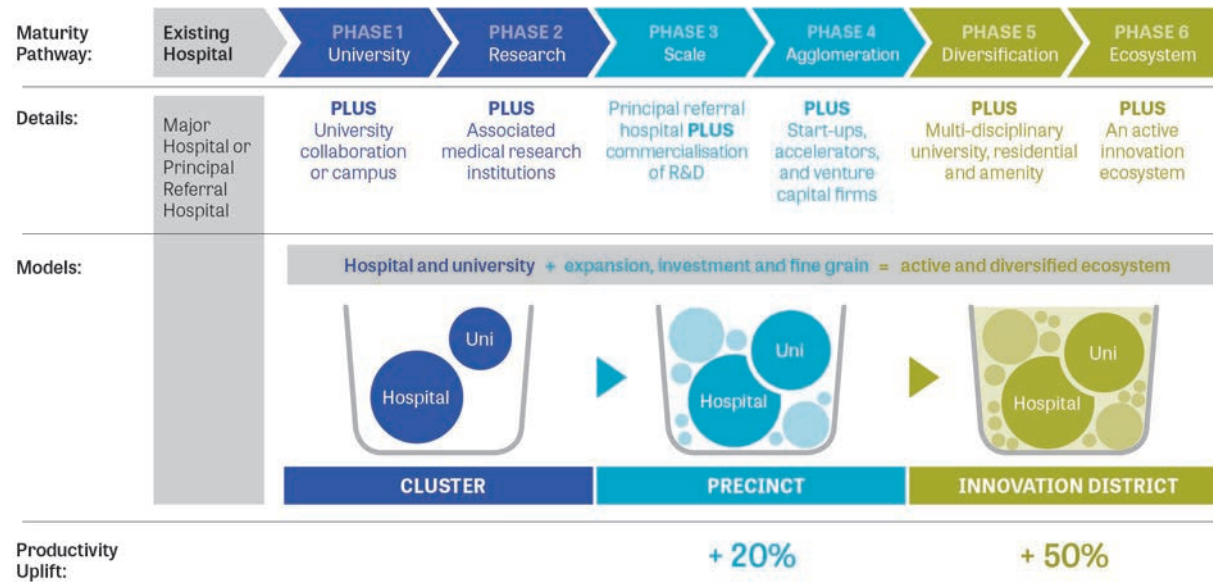 Maturity Pathway:
Existing Hospital
PHASE 1
University
PHASE 2
Research
PHASE 3
Scale
PHASE 4
Agglomeration
PHASE 5
Diversification
PHASE 6
Ecosystem
Details:
Major
Hospital or
Principal
Referral
Hospital
PLUS
University
collaboration
or campus
PLUS
Associated
medical research
institutions
Principal referral
hospital PLUS
commercialisation
of R&D
PLUS
Start-ups,
accelerators,
and venture
capital firms
PLUS
Multi-disciplinary
university, residential
and amenity
PLUS
An active
innovation
ecosystem
Models:
Hospital and university + expansion, investment and fine grain = active and diversified ecosystem
Uni
Hospital
Uni
Hospital
Uni
Hospital
CLUSTER
PRECINCT
INNOVATION DISTRICT
Productivity
Uplift:
+ 20%
+ 50%